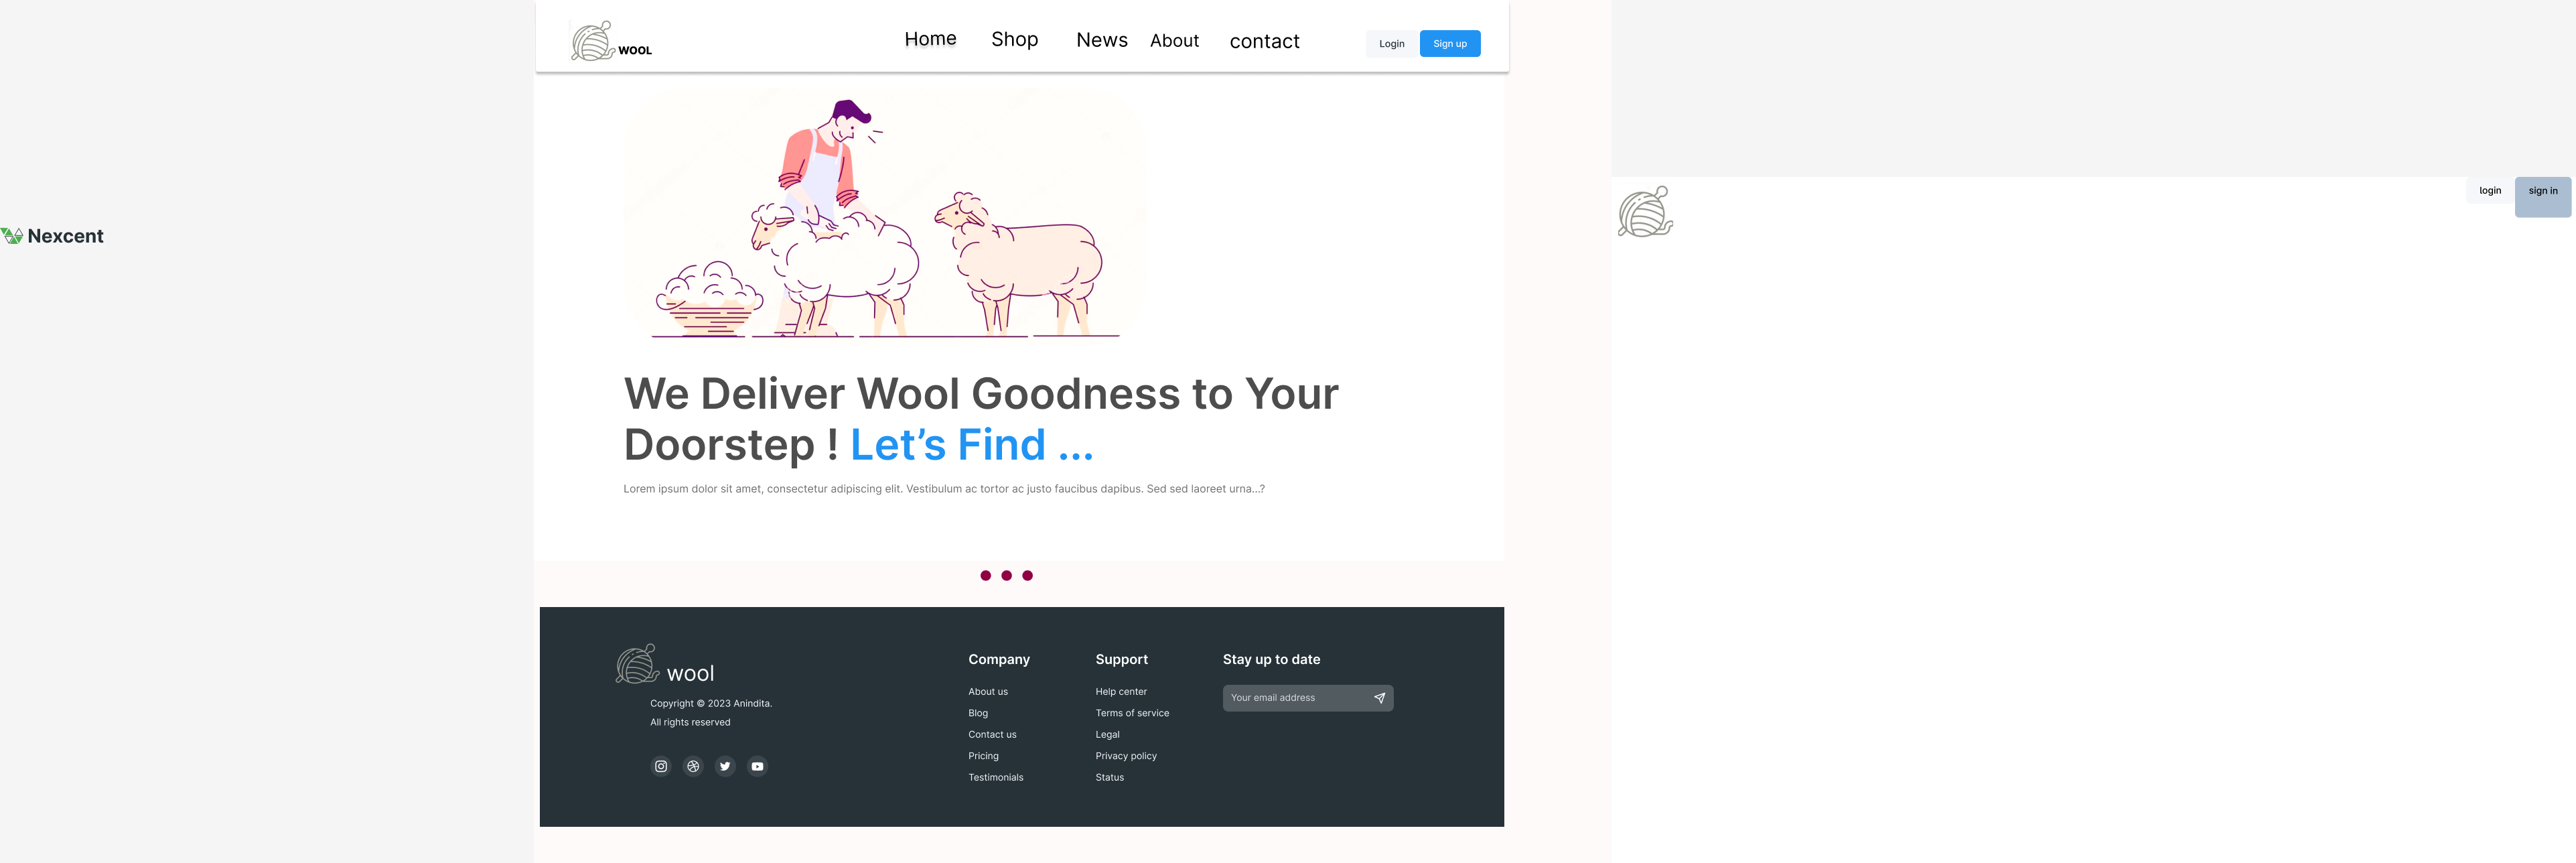 Nexcent
WOOL
Home
Shop
News
About
contact
Login
Sign up
We Deliver Wool Goodness to Your
Doorstep ! Let’s Find ...
Lorem ipsum dolor sit amet, consectetur adipiscing elit. Vestibulum ac tortor ac justo faucibus dapibus. Sed sed laoreet urna...?
wool
Copyright © 2023 Anindita.
All rights reserved
Company
About us
Blog
Contact us
Pricing
Testimonials
Support
Help center
Terms of service
Legal
Privacy policy
Status
Stay up to date
Your email address
login
sign in